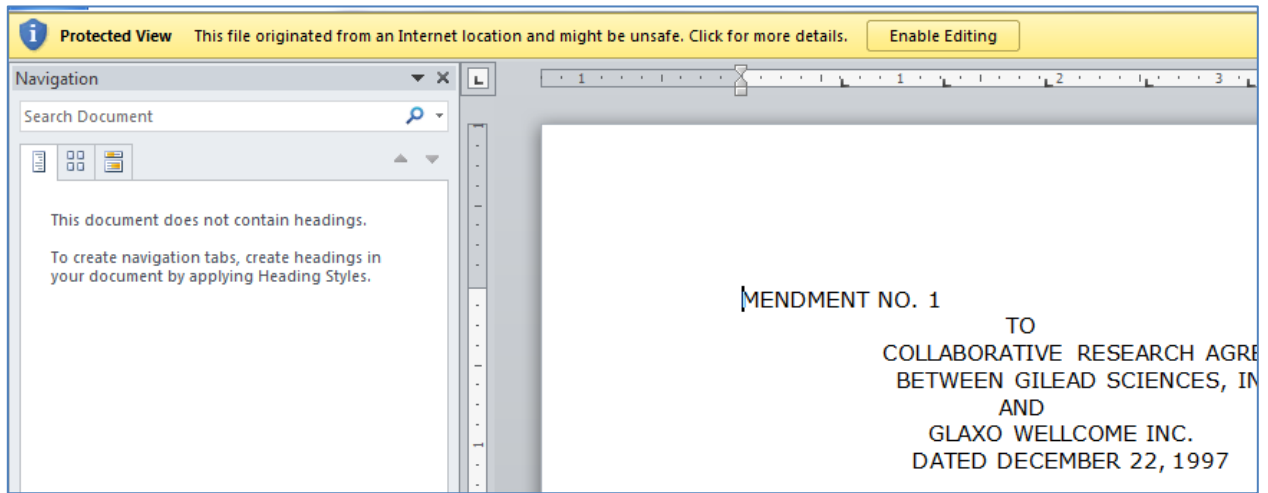 Protected View This file originated from an Internet location and might be unsafe. Click for more details. Enable Editing
Navigation
Search Document
This document does not contain headings.
To create navigation tabs, create headings in
your document by applying Heading Styles.
1 1 2 3
1
MENDMENT NO. 1
TO
COLLABORATIVE RESEARCH AGRE
BETWEEN GILEAD SCIENCES, IN
AND
GLAXO WELLCOME INC.
DATED DECEMBER 22, 1997